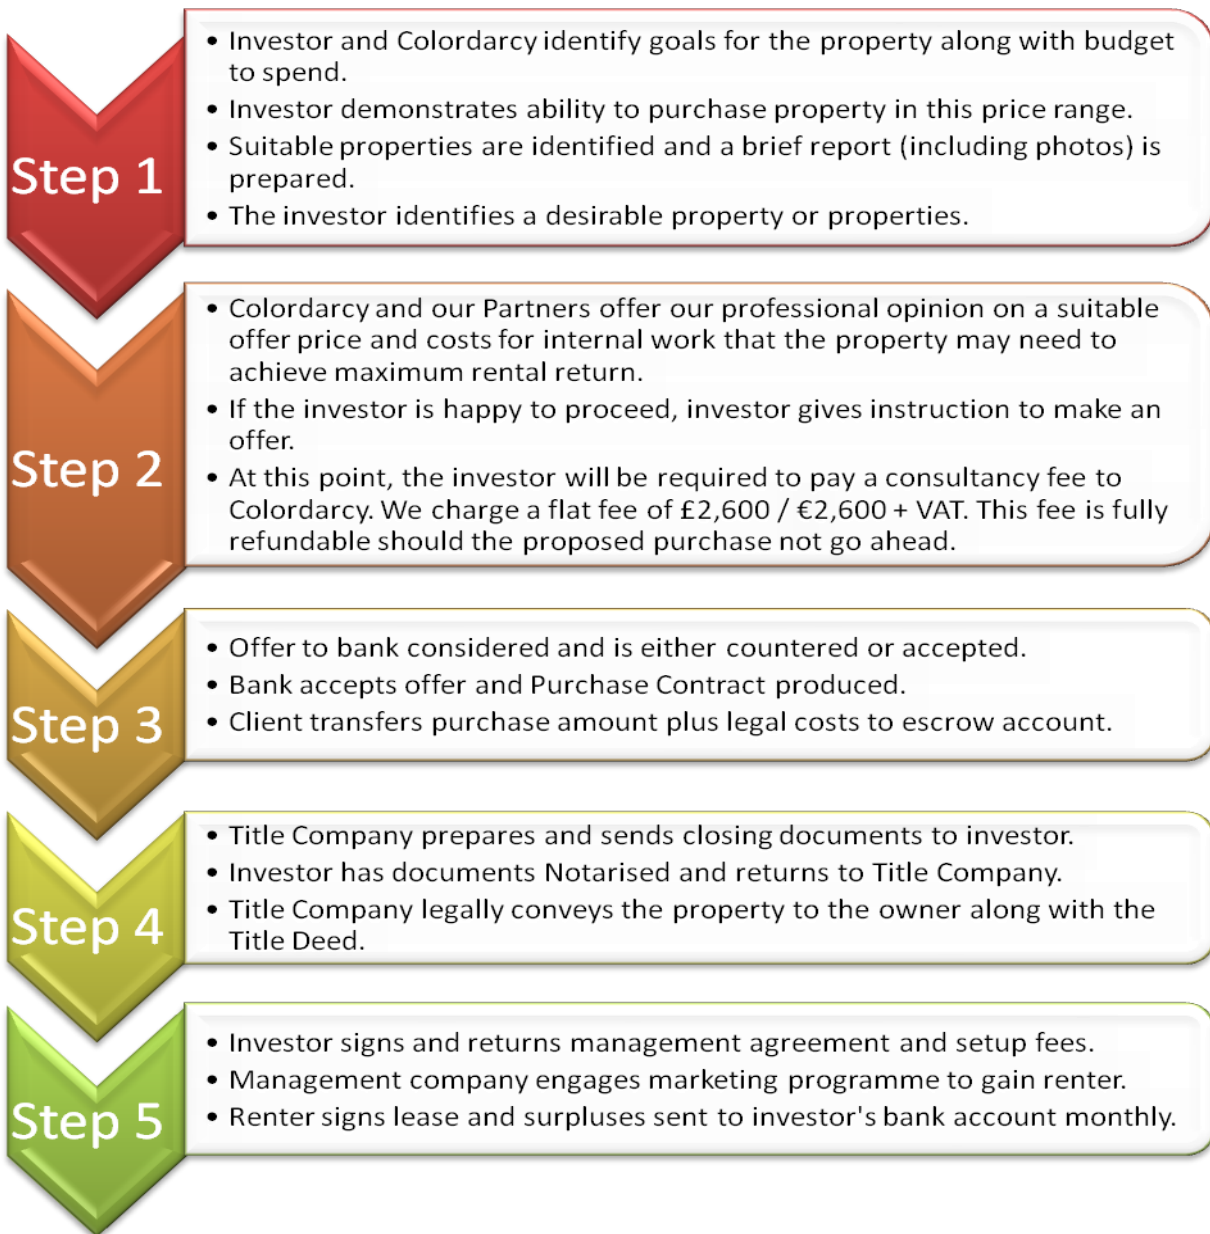 Step 1
• Investor and Colordarcy identify goals for the property along with budget
to spend.
• Investor demonstrates ability to purchase property in this price range.
• Suitable properties are identified and a brief report (including photos) is
prepared.
• The investor identifies a desirable property or properties.
Step 2
• Colordarcy and our Partners offer our professional opinion on a suitable
offer price and costs for internal work that the property may need to
achieve maximum rental return.
• If the investor is happy to proceed, investor gives instruction to make an
offer.
• At this point, the investor will be required to pay a consultancy fee to
Colordarcy. We charge a flat fee of £2,600 / €2,600 + VAT. This fee is fully
refundable should the proposed purchase not go ahead.
Step 3
• Offer to bank considered and is either countered or accepted.
• Bank accepts offer and Purchase Contract produced.
• Client transfers purchase amount plus legal costs to escrow account.
Step 4
• Title Company prepares and sends closing documents to investor.
• Investor has documents Notarised and returns to Title Company.
• Title Company legally conveys the property to the owner along with the
Title Deed.
Step 5
• Investor signs and returns management agreement and setup fees.
• Management company engages marketing programme to gain renter.
• Renter signs lease and surpluses sent to investor's bank account monthly.